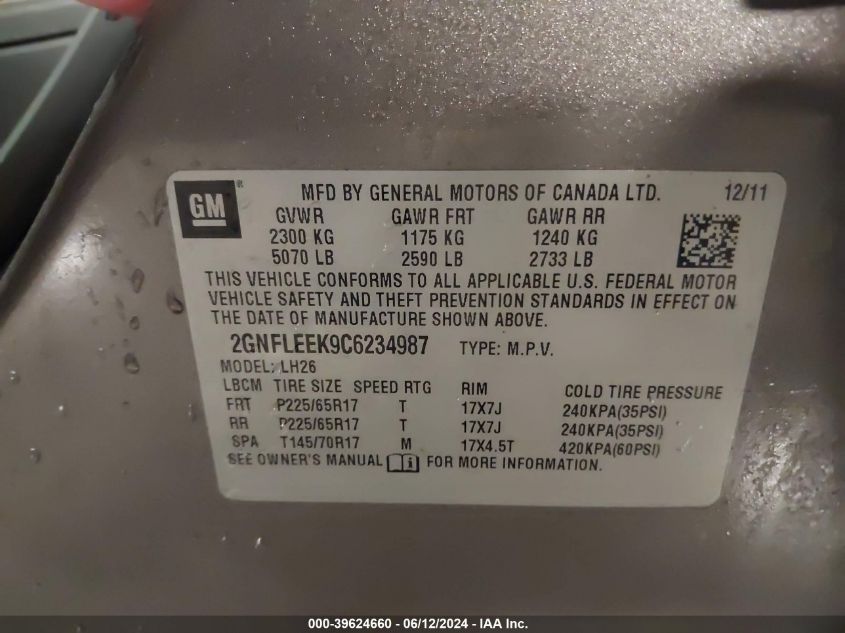 GM ® MFD BY GENERAL MOTORS OF CANADA LTD. 12/11
GVWR GAWR FRT GAWR RR
2300 KG 1175 KG 1240 KG
5070 LB 2590 LB 2733 LB
THIS VEHICLE CONFORMS TO ALL APPLICABLE U.S. FEDERAL MOTOR
VEHICLE SAFETY AND THEFT PREVENTION STANDARDS IN EFFECT ON
THE DATE OF MANUFACTURE SHOWN ABOVE.
2GNFLEEK9C6234987 TYPE: M.P.V.
MODEL: LH26
LBCM TIRE SIZE SPEED RTG RIM COLD TIRE PRESSURE
FRT P225/65R17 T 17X7J 240KPA(35PSI)
RR P225/65R17 T 17X7J 240KPA(35PSI)
SPA T145/70R17 M 17X4.5T 420KPA(60PSI)
SEE OWNER'S MANUAL FOR MORE INFORMATION.
000-39624660 - 06/12/2024 - IAA Inc.